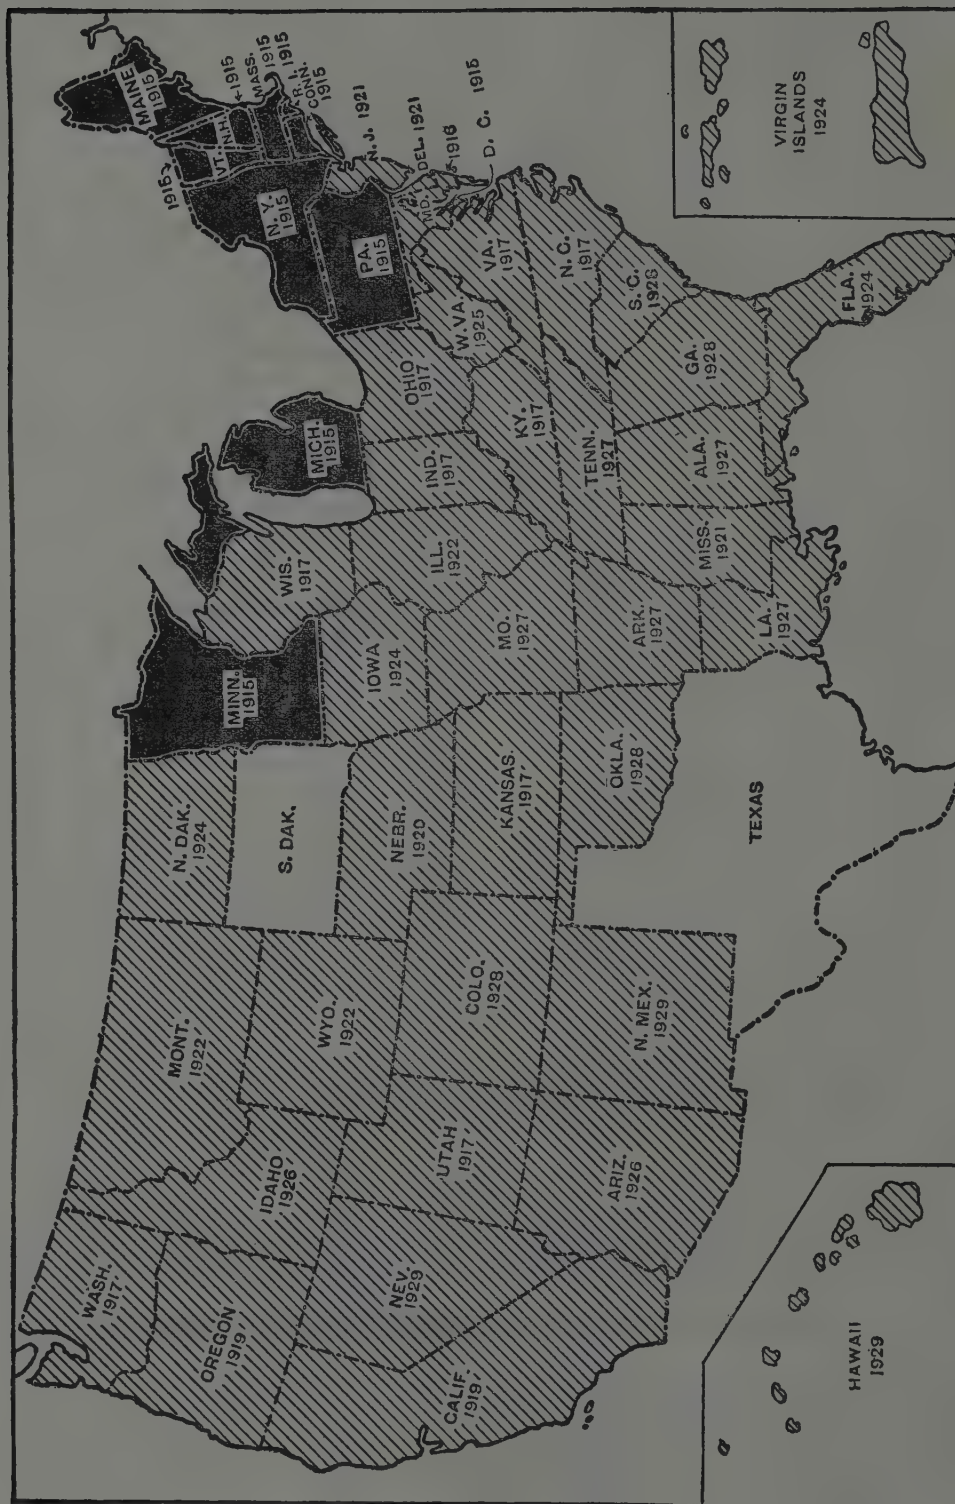 WASH.
1917
OREGON
1919
CALIF.
1919
NEV.
1929
IDAHO
1926
MONT.
1922
WYO.
1922
UTAH
1917
ARIZ.
1926
COLO.
1928
N. MEX.
1929
N. DAK.
1924
S. DAK.
NEBR.
1920
KANSAS.
1917
OKLA.
1928
TEXAS
MINN.
1915
IOWA
1924
MO.
1927
ARK.
1927
LA.
1927
WIS.
1917
ILL.
1922
MISS.
1921
MICH.
1915
IND.
1917
OHIO
1917
KY.
1917
TENN.
1927
ALA.
1927
GA.
1928
FLA.
1924
S. C.
1928
N. C.
1917
VA.
1917
W. VA.
1925
PA.
1915
N. Y.
1915
1915→
VT.
N.H.
←1915
MAINE
1915
MASS.
1915
R. I.
1915
CONN.
1915
N. J. 1921
DEL. 1921
MD.
1916
D. C. 1915
HAWAII
1929
VIRGIN
ISLANDS
1924